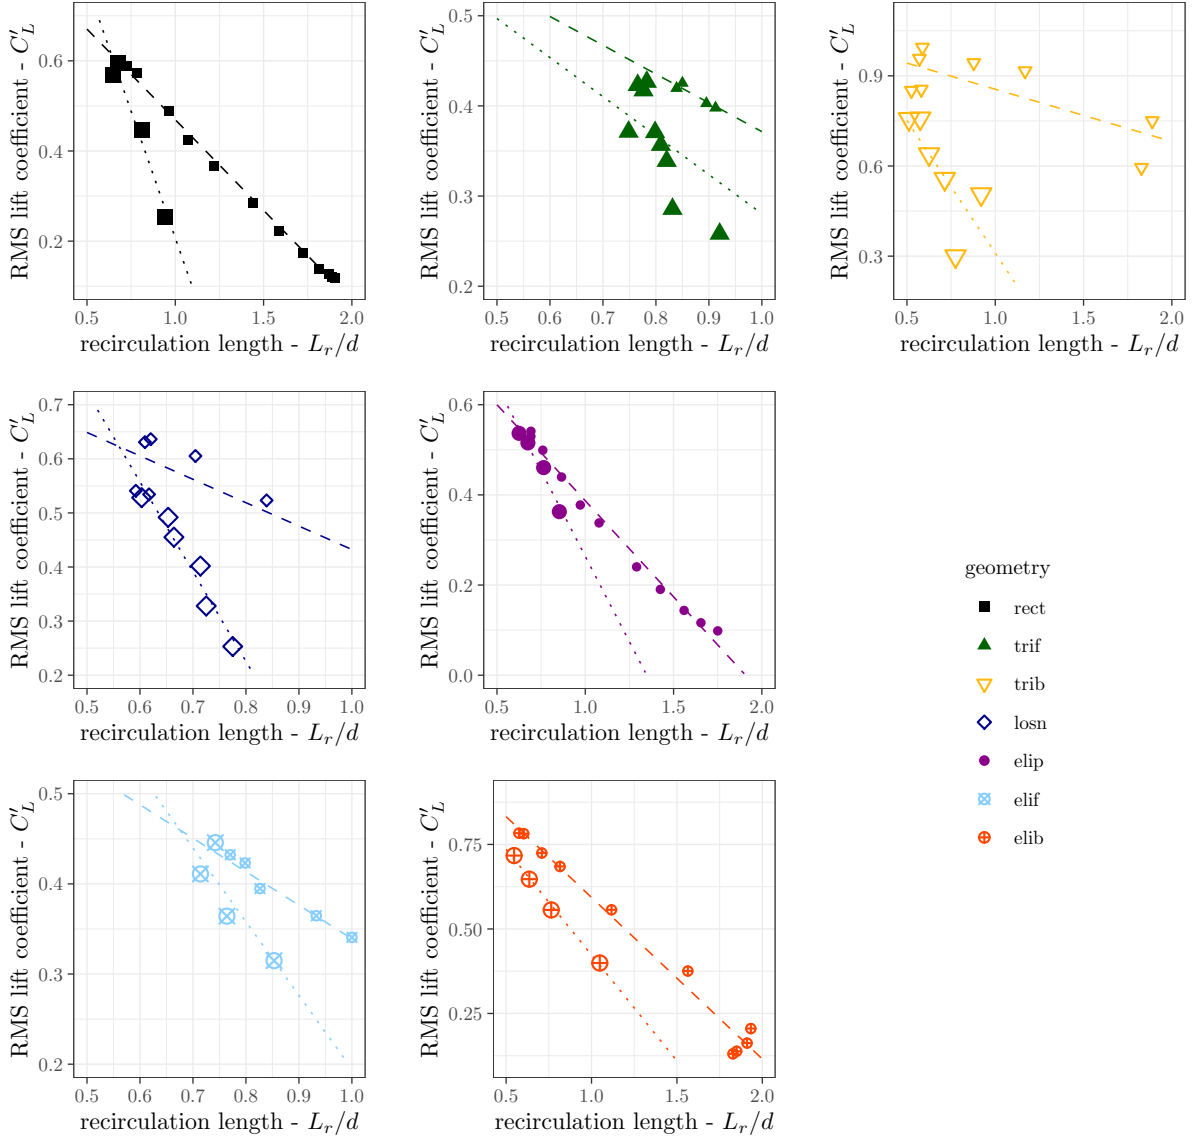 RMS lift coefficient - C′_L
0.6
0.4
0.2
0.5 1.0 1.5 2.0
recirculation length - L_r/d
RMS lift coefficient - C′_L
0.5
0.4
0.3
0.2
0.5 0.6 0.7 0.8 0.9 1.0
recirculation length - L_r/d
RMS lift coefficient - C′_L
0.9
0.6
0.3
0.5 1.0 1.5 2.0
recirculation length - L_r/d
RMS lift coefficient - C′_L
0.7
0.6
0.5
0.4
0.3
0.2
0.5 0.6 0.7 0.8 0.9 1.0
recirculation length - L_r/d
RMS lift coefficient - C′_L
0.6
0.4
0.2
0.0
0.5 1.0 1.5 2.0
recirculation length - L_r/d
geometry
rect
trif
trib
losn
elip
elif
elib
RMS lift coefficient - C′_L
0.5
0.4
0.3
0.2
0.5 0.6 0.7 0.8 0.9 1.0
recirculation length - L_r/d
RMS lift coefficient - C′_L
0.75
0.50
0.25
0.5 1.0 1.5 2.0
recirculation length - L_r/d